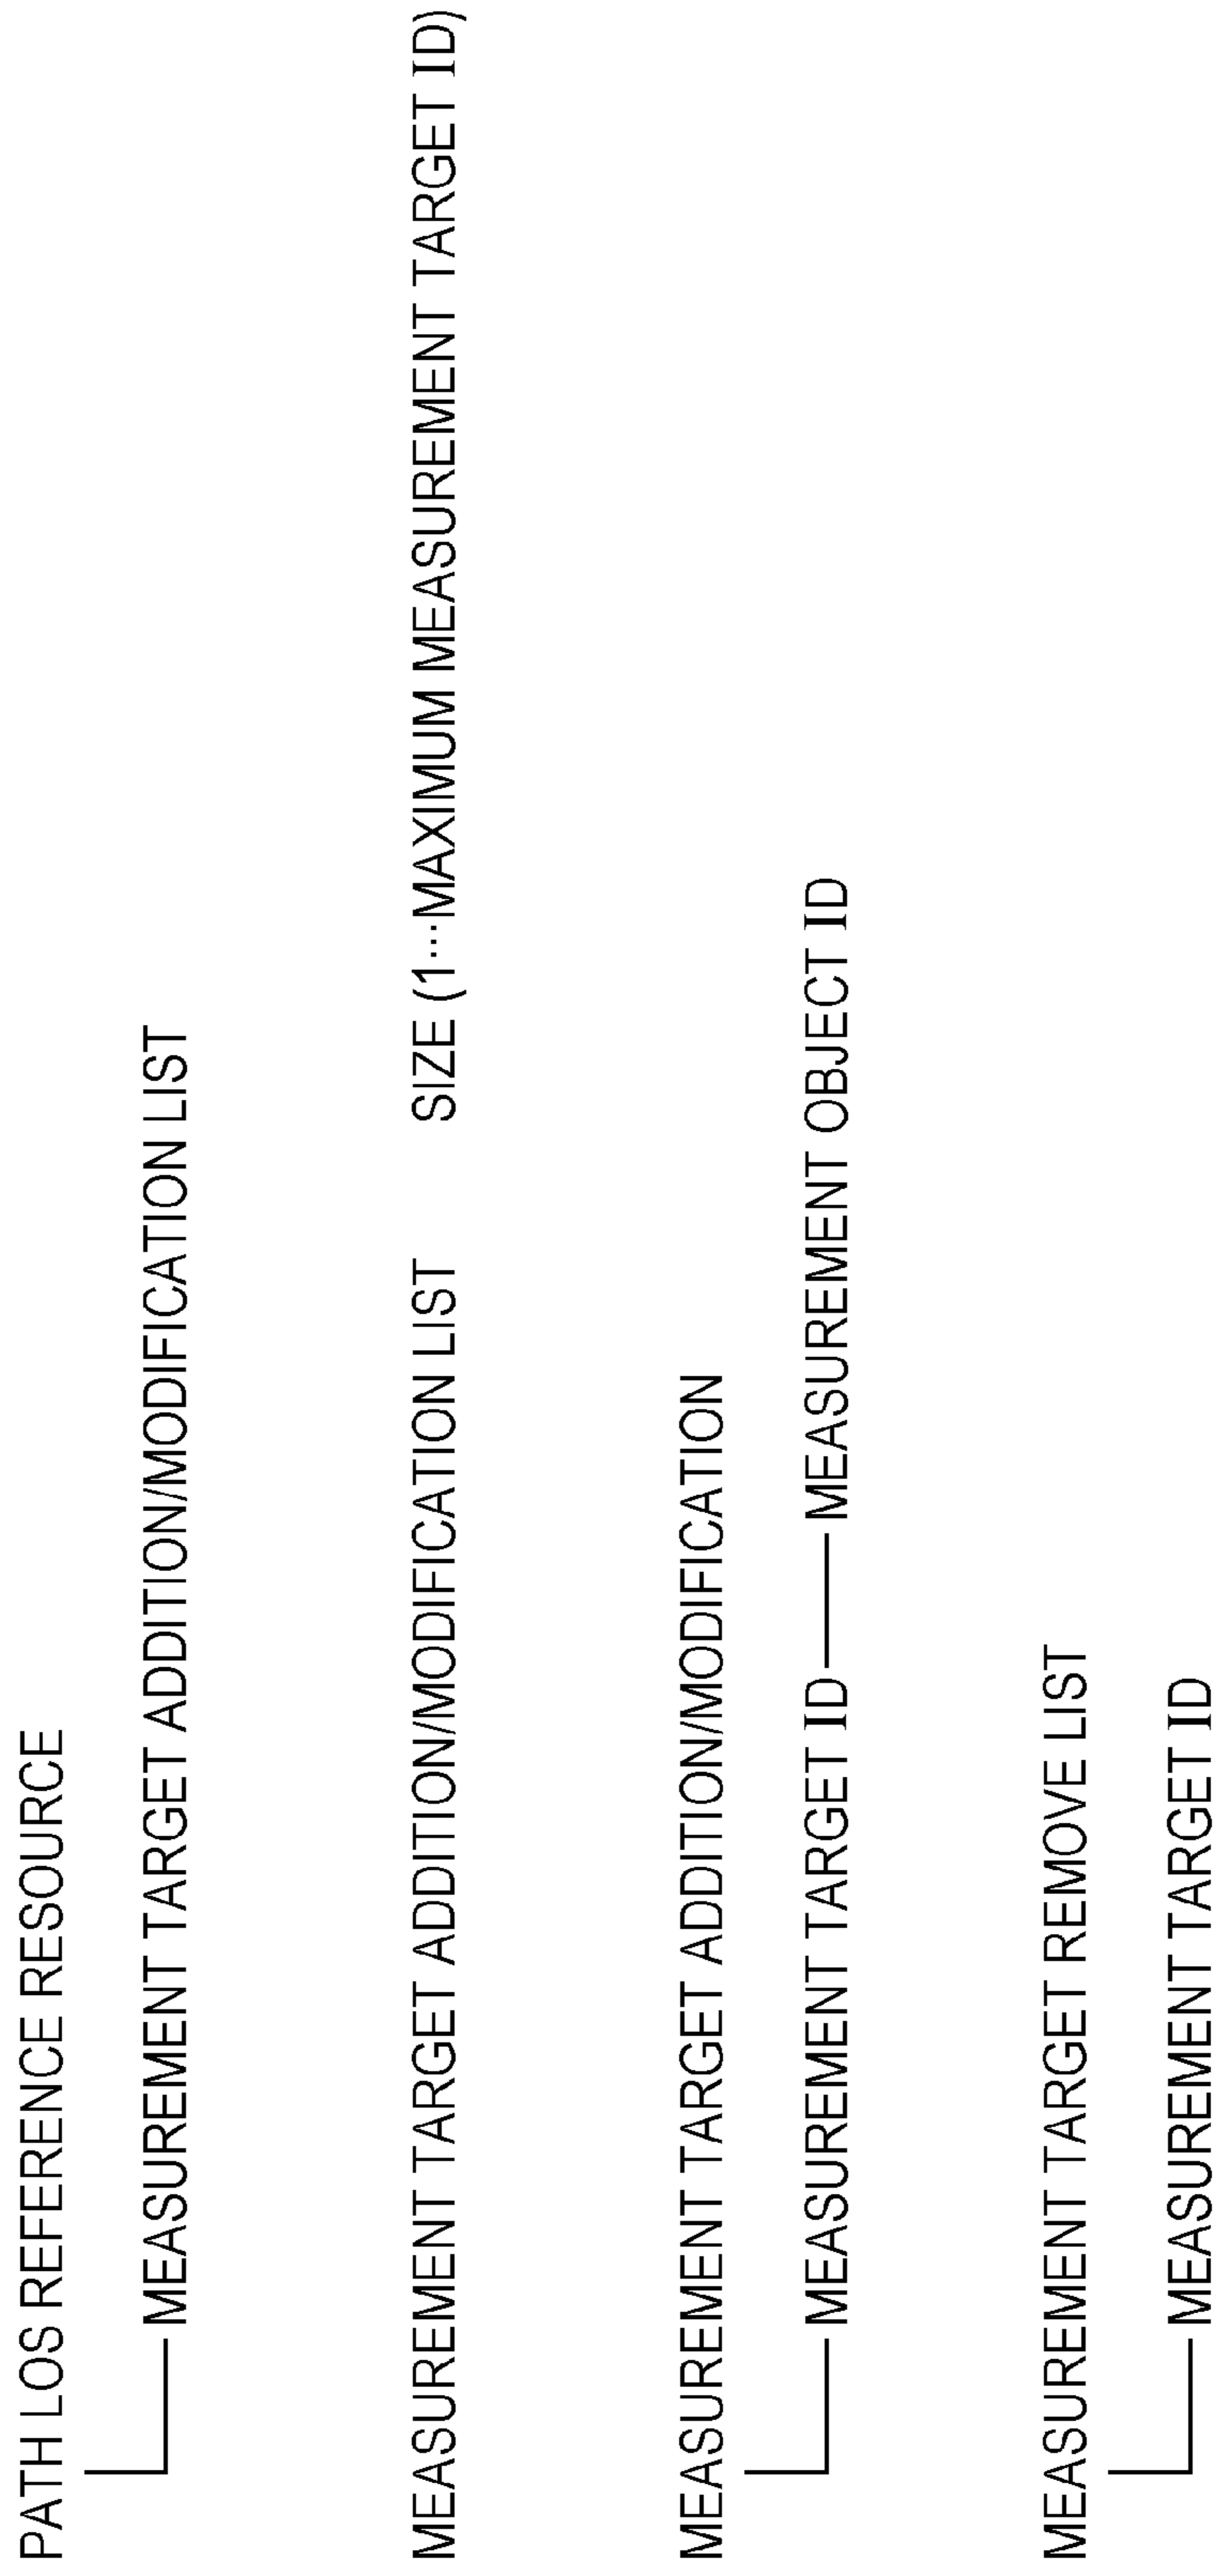 PATH LOS REFERENCE RESOURCE
MEASUREMENT TARGET ADDITION/MODIFICATION LIST
MEASUREMENT TARGET ADDITION/MODIFICATION LIST SIZE (1···MAXIMUM MEASUREMENT TARGET ID)
MEASUREMENT TARGET ADDITION/MODIFICATION
MEASUREMENT TARGET ID MEASUREMENT OBJECT ID
MEASUREMENT TARGET REMOVE LIST
MEASUREMENT TARGET ID